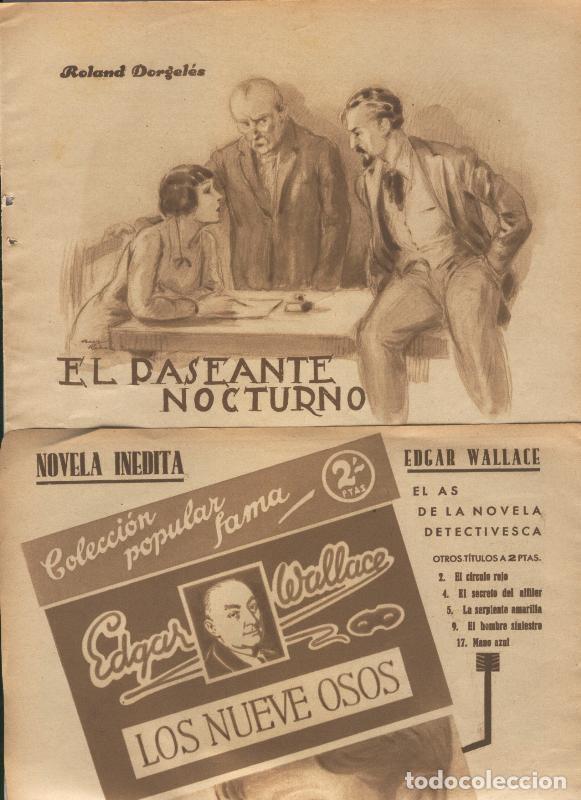 Roland Dorgelés
EL PASEANTE
NOCTURNO
NOVELA INEDITA
EDGAR WALLACE
EL AS
DE LA NOVELA
DETECTIVESCA
OTROS TÍTULOS A 2 PTAS.
2. El círculo rojo
4. El secreto del alfiler
5. La serpiente amarilla
9. El hombre siniestro
17. Mano azul
2'-
PTAS
Colección
popular
fama
Edgar Wallace
LOS NUEVE OSOS
todocoleccion